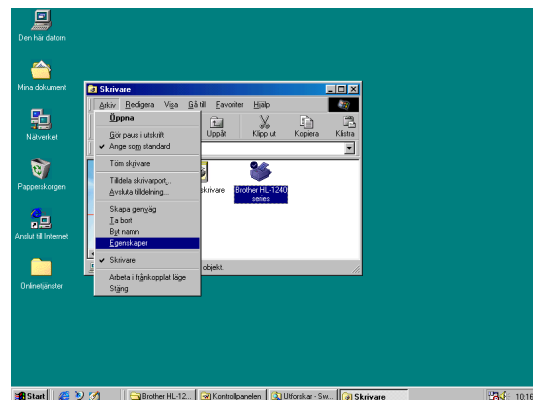 Den här datorn
Mina dokument
Nätverket
Papperskorgen
Anslut till Internet
Onlinetjänster
Skrivare
Arkiv Redigera Visa Gå till Favoriter Hjälp
Uppåt Klipp ut Kopiera Klistra
Öppna
Gör paus i utskrift
Ange som standard
Töm skrivare
Tilldela skrivarport...
Avsluta tilldelning...
Skapa genväg
Ta bort
Byt namn
Egenskaper
Skrivare
Arbeta i frånkopplat läge
Stäng
skrivare
Brother HL-1240
series
objekt.
Start Brother HL-12... Kontrollpanelen Utforskar - Sw... Skrivare 10:16